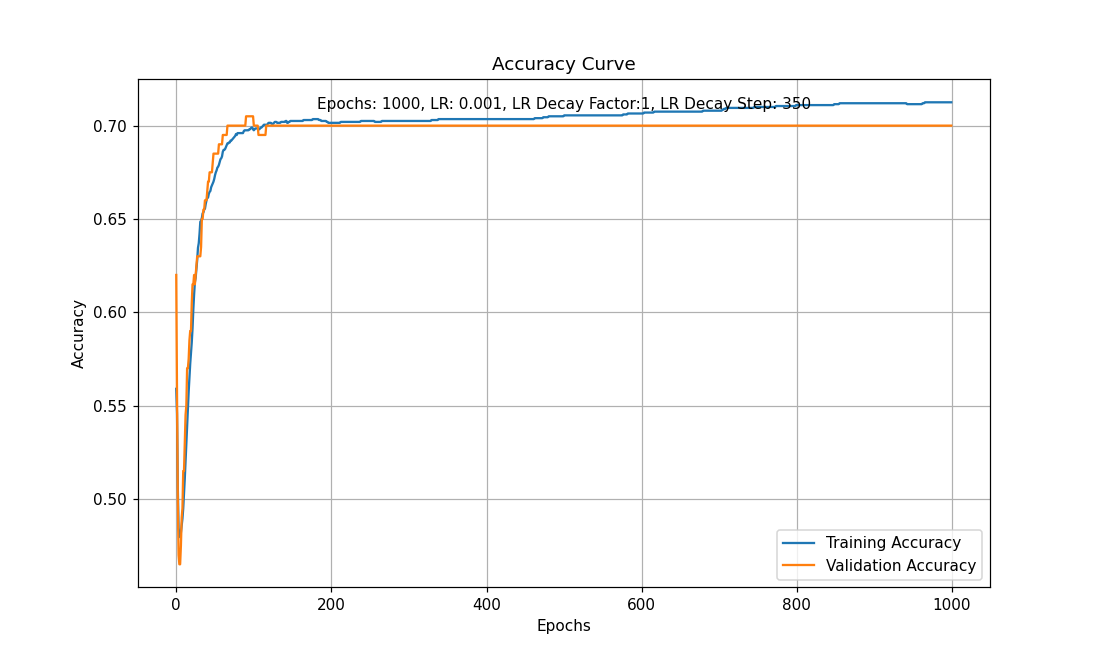 Accuracy Curve
Epochs: 1000, LR: 0.001, LR Decay Factor:1, LR Decay Step: 350
0.70
0.65
0.60
0.55
0.50
Accuracy
Training Accuracy
Validation Accuracy
0 200 400 600 800 1000
Epochs